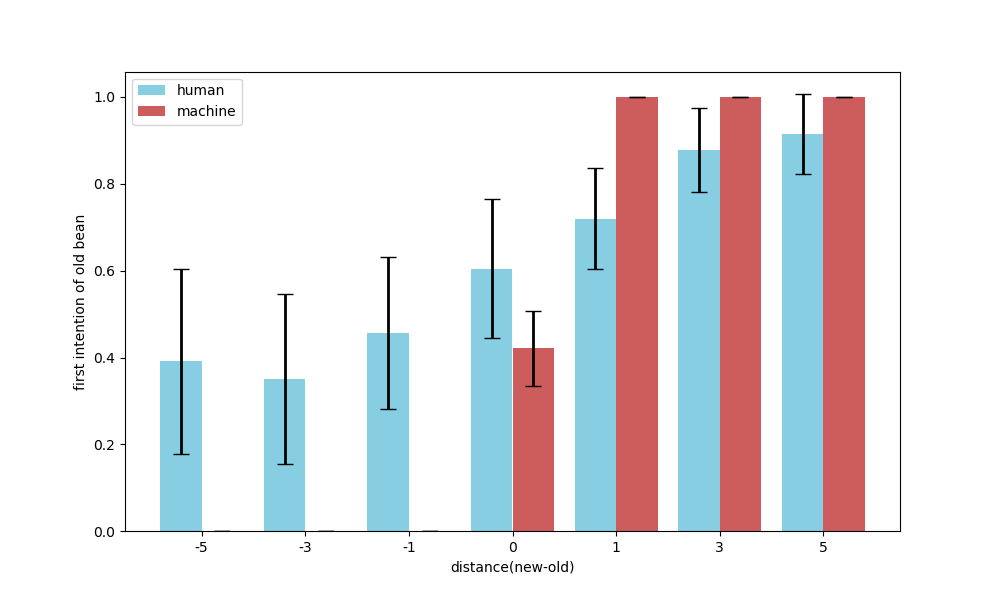 human
machine
1.0
0.8
0.6
0.4
0.2
0.0
first intention of old bean
-5 -3 -1 0 1 3 5
distance(new-old)